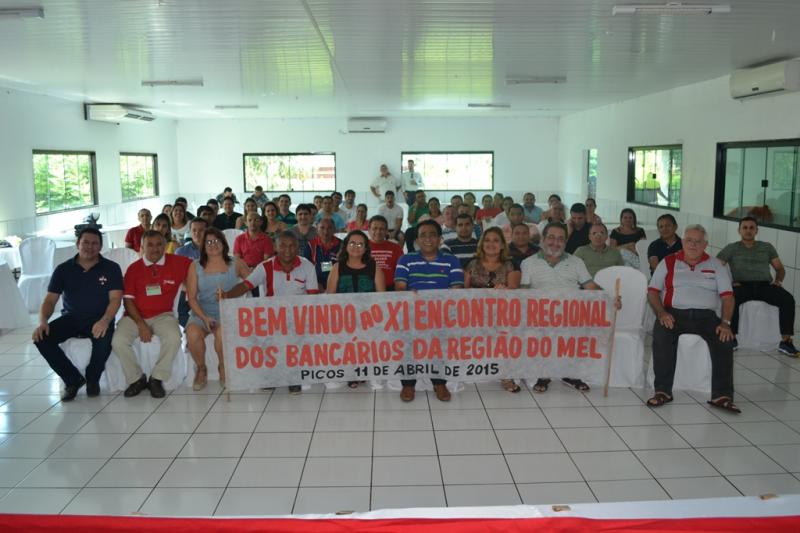 BEM VINDO AO XI ENCONTRO REGIONAL
DOS BANCÁRIOS DA REGIÃO DO MEL
PICOS 11 DE ABRIL DE 2015